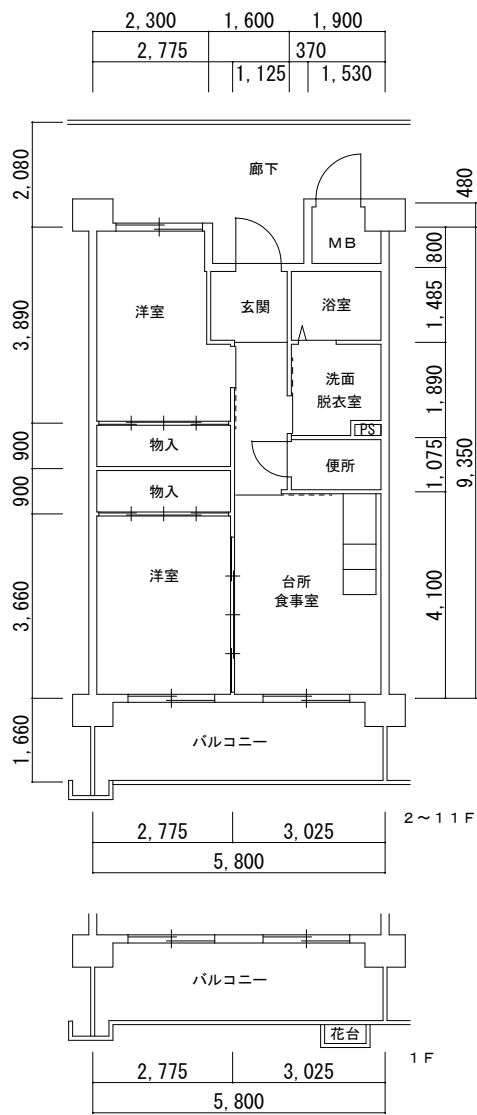 2,300 1,600 1,900
2,775 370
1,125 1,530
2,080
廊下
480
MB
800
洋室
玄関
浴室
3,890
1,485
洗面
脱衣室
1,890
PS
物入
900
便所
1,075
9,350
物入
900
洋室
台所
食事室
3,660
4,100
バルコニー
1,660
2~11F
2,775 3,025
5,800
バルコニー
花台
1F
2,775 3,025
5,800